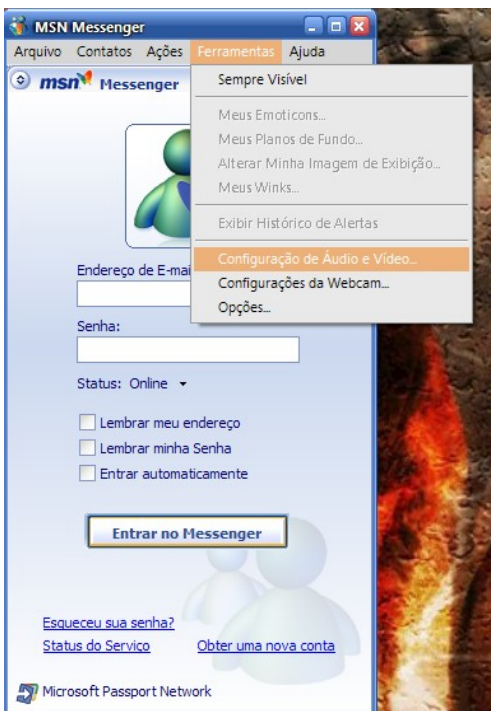 MSN Messenger
Arquivo Contatos Ações Ferramentas Ajuda
msn Messenger
Sempre Visível
Meus Emoticons...
Meus Planos de Fundo...
Alterar Minha Imagem de Exibição...
Meus Winks...
Exibir Histórico de Alertas
Configuração de Áudio e Vídeo...
Configurações da Webcam...
Opções...
Endereço de E-mai
Senha:
Status: Online
Lembrar meu endereço
Lembrar minha Senha
Entrar automaticamente
Entrar no Messenger
Esqueceu sua senha?
Status do Serviço Obter uma nova conta
Microsoft Passport Network